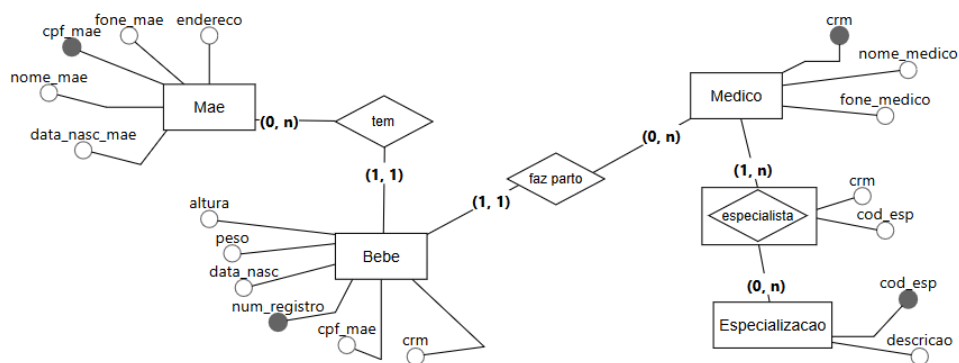 fone_mae
endereco
cpf_mae
nome_mae
Mae
data_nasc_mae
(0, n)
tem
(1, 1)
crm
nome_medico
Medico
fone_medico
(0, n)
faz parto
(1, 1)
(1, n)
especialista
crm
cod_esp
(0, n)
Especializacao
cod_esp
descricao
altura
peso
Bebe
data_nasc
num_registro
cpf_mae
crm